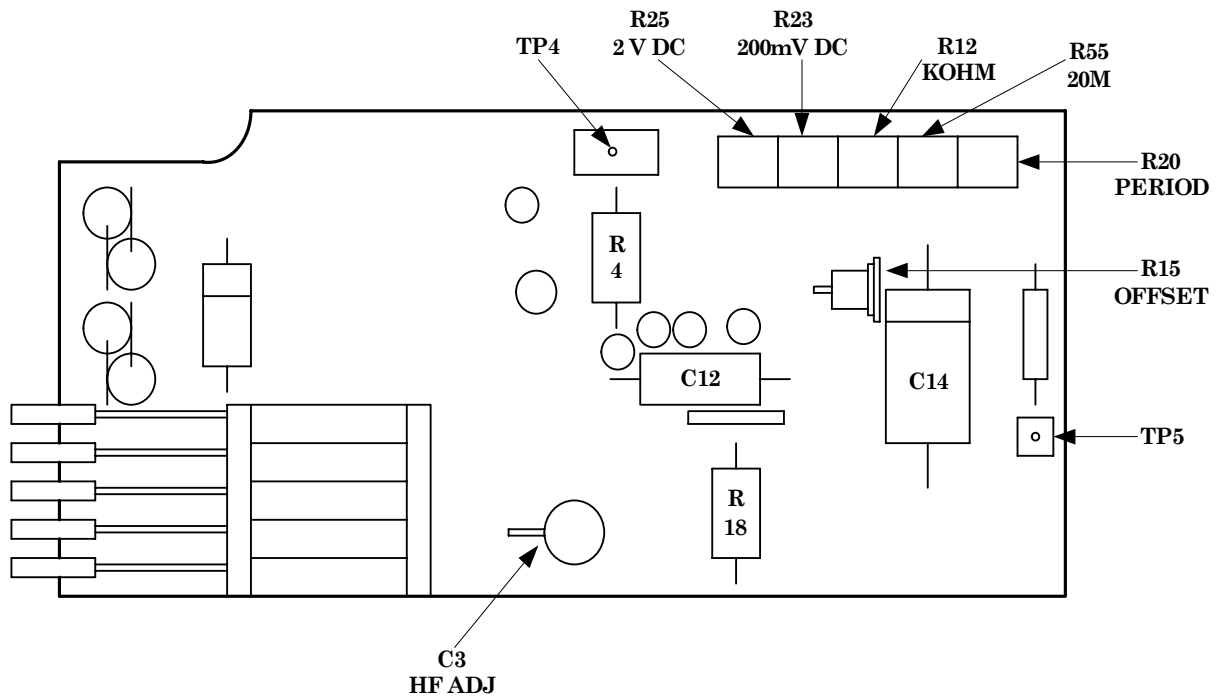 R25
2 V DC
R23
200mV DC
TP4
R12
KOHM
R55
20M
R20
PERIOD
R
4
R15
OFFSET
C12
C14
TP5
R
18
C3
HF ADJ